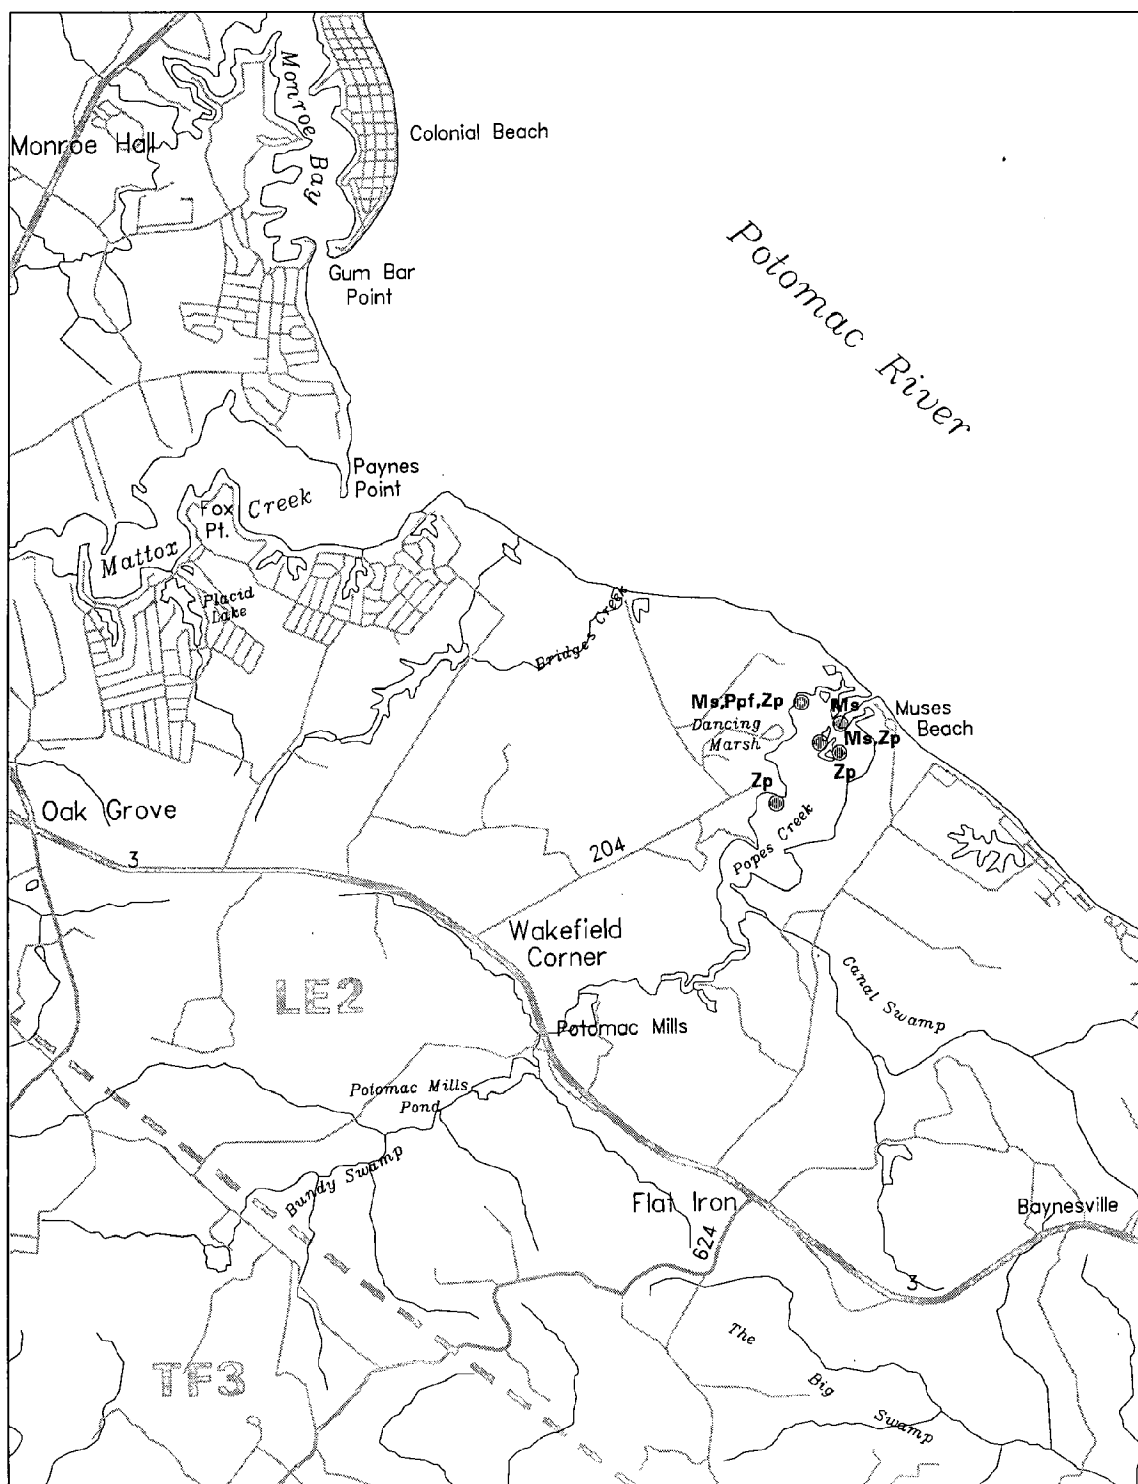 Monroe Bay
Colonial Beach
Monroe Hall
Potomac River
Gum Bar
Point
Paynes
Point
Fox
Pt.
Creek
Mattox
Placid
Lake
Bridges Creek
Ms,Ppf,Zp
Ms
Muses
Beach
Dancing
Marsh
Ms,Zp
Zp
Zp
Oak Grove
Popes Creek
3
204
Wakefield
Corner
Canal Swamp
LE2
Potomac Mills
Potomac Mills
Pond
Bundy Swamp
Flat Iron
Baynesville
624
3
The
Big
Swamp
TF3